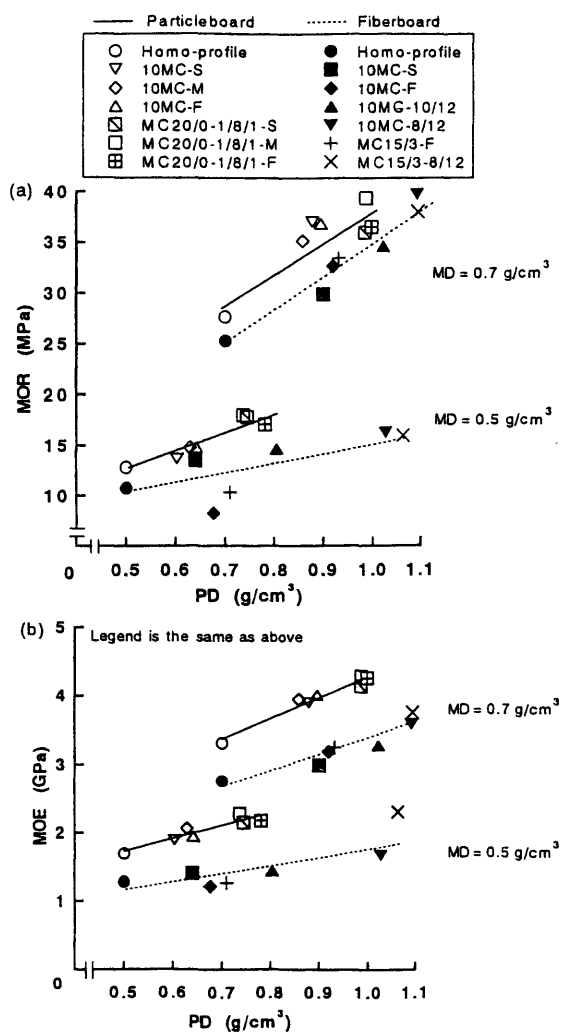 Particleboard Fiberboard
Homo-profile Homo-profile
10MC-S 10MC-S
10MC-M 10MC-F
10MC-F 10MG-10/12
MC20/0-1/8/1-S 10MC-8/12
MC20/0-1/8/1-M MC15/3-F
MC20/0-1/8/1-F MC15/3-8/12
(a)
40
35
30
25
20
15
10
0
MOR (MPa)
MD = 0.7 g/cm³
MD = 0.5 g/cm³
0.5 0.6 0.7 0.8 0.9 1.0 1.1
PD (g/cm³)
(b)
Legend is the same as above
5
4
3
2
1
0
MOE (GPa)
MD = 0.7 g/cm³
MD = 0.5 g/cm³
0.5 0.6 0.7 0.8 0.9 1.0 1.1
PD (g/cm³)